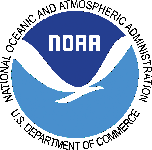 NATIONAL OCEANIC AND ATMOSPHERIC ADMINISTRATION
NOAA
U.S. DEPARTMENT OF COMMERCE